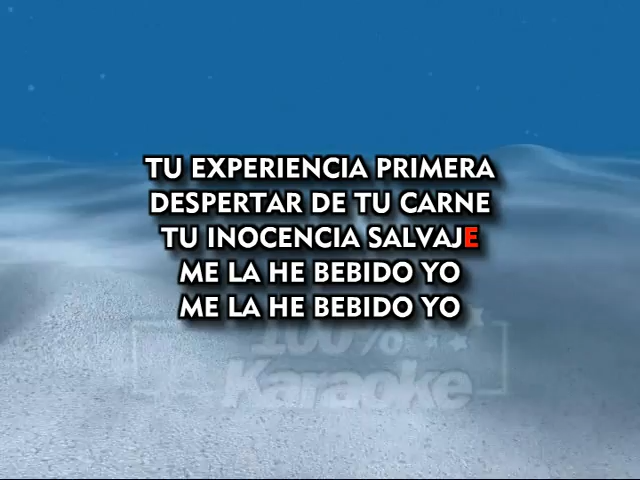 TU EXPERIENCIA PRIMERA
DESPERTAR DE TU CARNE
TU INOCENCIA SALVAJE
ME LA HE BEBIDO YO
ME LA HE BEBIDO YO
100%
Karaoke